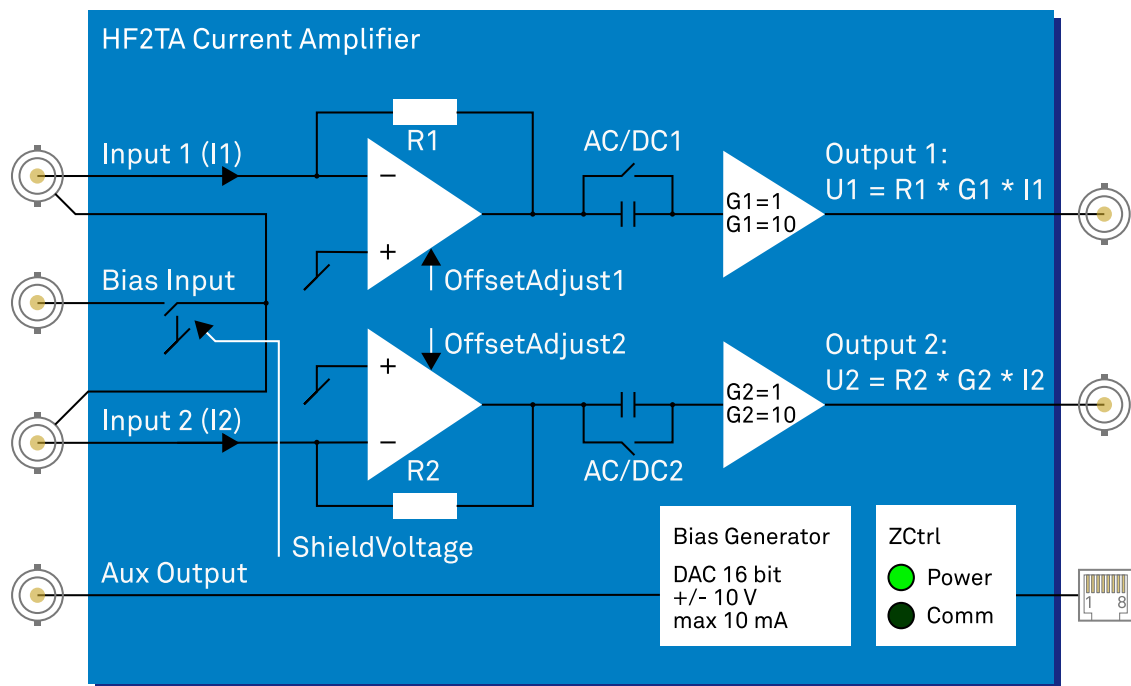 HF2TA Current Amplifier
Input 1 (I1)
R1
AC/DC1
Output 1:
U1 = R1 * G1 * I1
−
+
G1=1
G1=10
Bias Input
OffsetAdjust1
OffsetAdjust2
Output 2:
U2 = R2 * G2 * I2
+
−
G2=1
G2=10
Input 2 (I2)
R2
AC/DC2
ShieldVoltage
Aux Output
Bias Generator
DAC 16 bit
+/- 10 V
max 10 mA
ZCtrl
Power
Comm
1 8